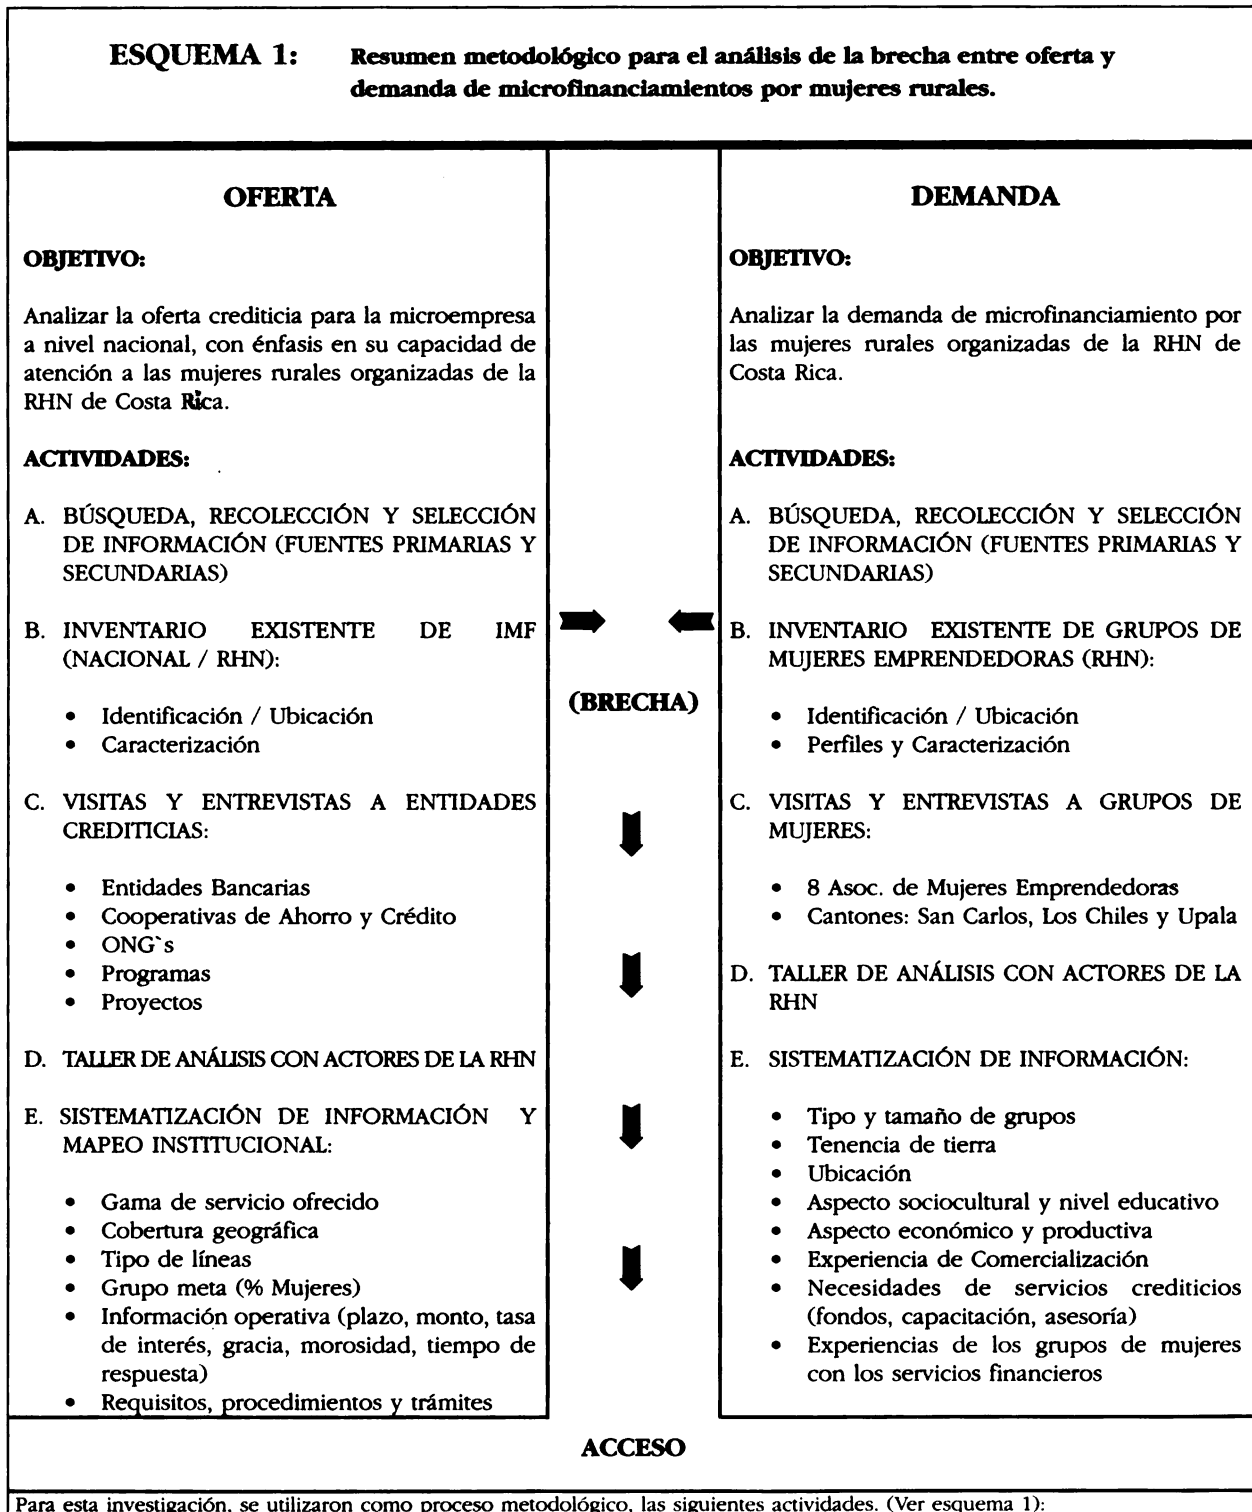 ESQUEMA 1: Resumen metodológico para el análisis de la brecha entre oferta y
demanda de microfinanciamientos por mujeres rurales.
OFERTA
OBJETIVO:
Analizar la oferta crediticia para la microempresa
a nivel nacional, con énfasis en su capacidad de
atención a las mujeres rurales organizadas de la
RHN de Costa Rica.
ACTIVIDADES:
A. BÚSQUEDA, RECOLECCIÓN Y SELECCIÓN
DE INFORMACIÓN (FUENTES PRIMARIAS Y
SECUNDARIAS)
B. INVENTARIO EXISTENTE DE IMF
(NACIONAL / RHN):
• Identificación / Ubicación
• Caracterización
C. VISITAS Y ENTREVISTAS A ENTIDADES
CREDITICIAS:
• Entidades Bancarias
• Cooperativas de Ahorro y Crédito
• ONG`s
• Programas
• Proyectos
D. TALLER DE ANÁLISIS CON ACTORES DE LA RHN
E. SISTEMATIZACIÓN DE INFORMACIÓN Y
MAPEO INSTITUCIONAL:
• Gama de servicio ofrecido
• Cobertura geográfica
• Tipo de líneas
• Grupo meta (% Mujeres)
• Información operativa (plazo, monto, tasa
de interés, gracia, morosidad, tiempo de
respuesta)
• Requisitos, procedimientos y trámites
(BRECHA)
DEMANDA
OBJETIVO:
Analizar la demanda de microfinanciamiento por
las mujeres rurales organizadas de la RHN de
Costa Rica.
ACTIVIDADES:
A. BÚSQUEDA, RECOLECCIÓN Y SELECCIÓN
DE INFORMACIÓN (FUENTES PRIMARIAS Y
SECUNDARIAS)
B. INVENTARIO EXISTENTE DE GRUPOS DE
MUJERES EMPRENDEDORAS (RHN):
• Identificación / Ubicación
• Perfiles y Caracterización
C. VISITAS Y ENTREVISTAS A GRUPOS DE
MUJERES:
• 8 Asoc. de Mujeres Emprendedoras
• Cantones: San Carlos, Los Chiles y Upala
D. TALLER DE ANÁLISIS CON ACTORES DE LA
RHN
E. SISTEMATIZACIÓN DE INFORMACIÓN:
• Tipo y tamaño de grupos
• Tenencia de tierra
• Ubicación
• Aspecto sociocultural y nivel educativo
• Aspecto económico y productiva
• Experiencia de Comercialización
• Necesidades de servicios crediticios
(fondos, capacitación, asesoría)
• Experiencias de los grupos de mujeres
con los servicios financieros
ACCESO
Para esta investigación, se utilizaron como proceso metodológico, las siguientes actividades. (Ver esquema 1):